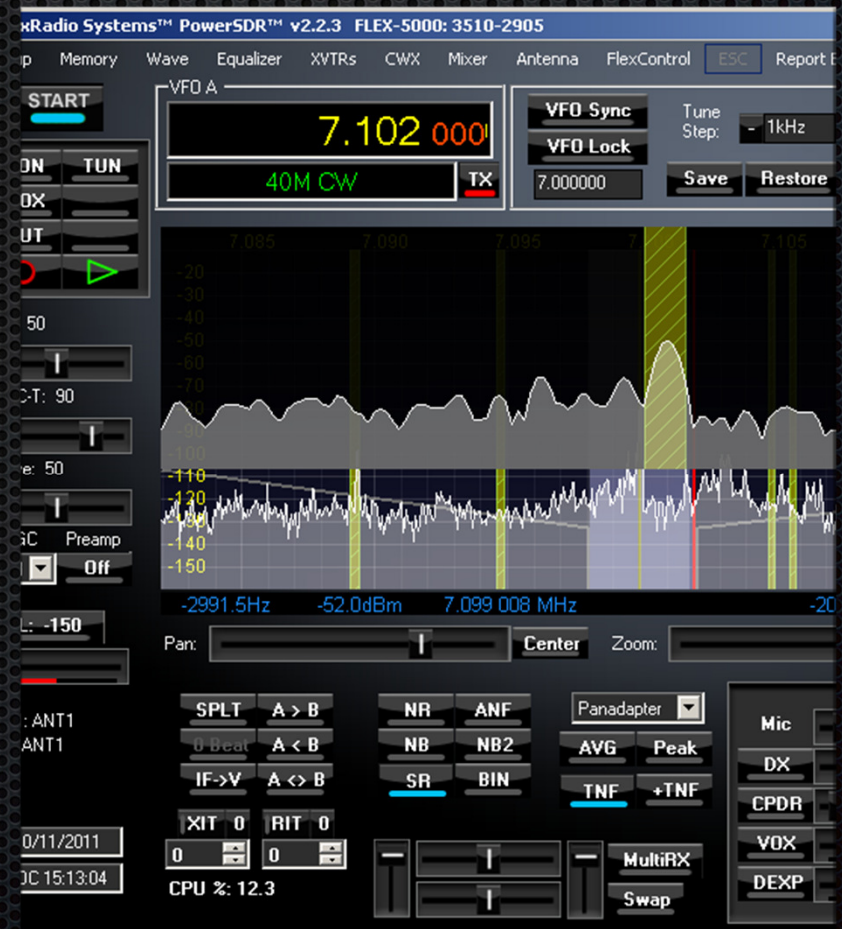 xRadio Systems™ PowerSDR™ v2.2.3 FLEX-5000: 3510-2905
Memory Wave Equalizer XVTRs CWX Mixer Antenna FlexControl ESC Report
START
VFO A
7.102 000
40M CW TX
VFO Sync
VFO Lock
7.000000
Tune
Step: - 1kHz
Save Restore
ON TUN
OX
UT
7.085 7.090 7.095 7 7.105
-20
-30
-40
-50
-60
-70
-90
-100
-110
-120
-140
-150
50
C-T: 90
e: 50
GC Preamp
Off
L: -150
: ANT1
ANT1
-2991.5Hz -52.0dBm 7.099 008 MHz -20
Pan: Center Zoom:
SPLT A > B
0 Beat A < B
IF->V A <> B
XIT 0 RIT 0
0 0
CPU %: 12.3
NR ANF
NB NB2
SR BIN
Panadapter
AVG Peak
TNF +TNF
MultiRX
Swap
Mic
DX
CPDR
VOX
DEXP
0/11/2011
C 15:13:04